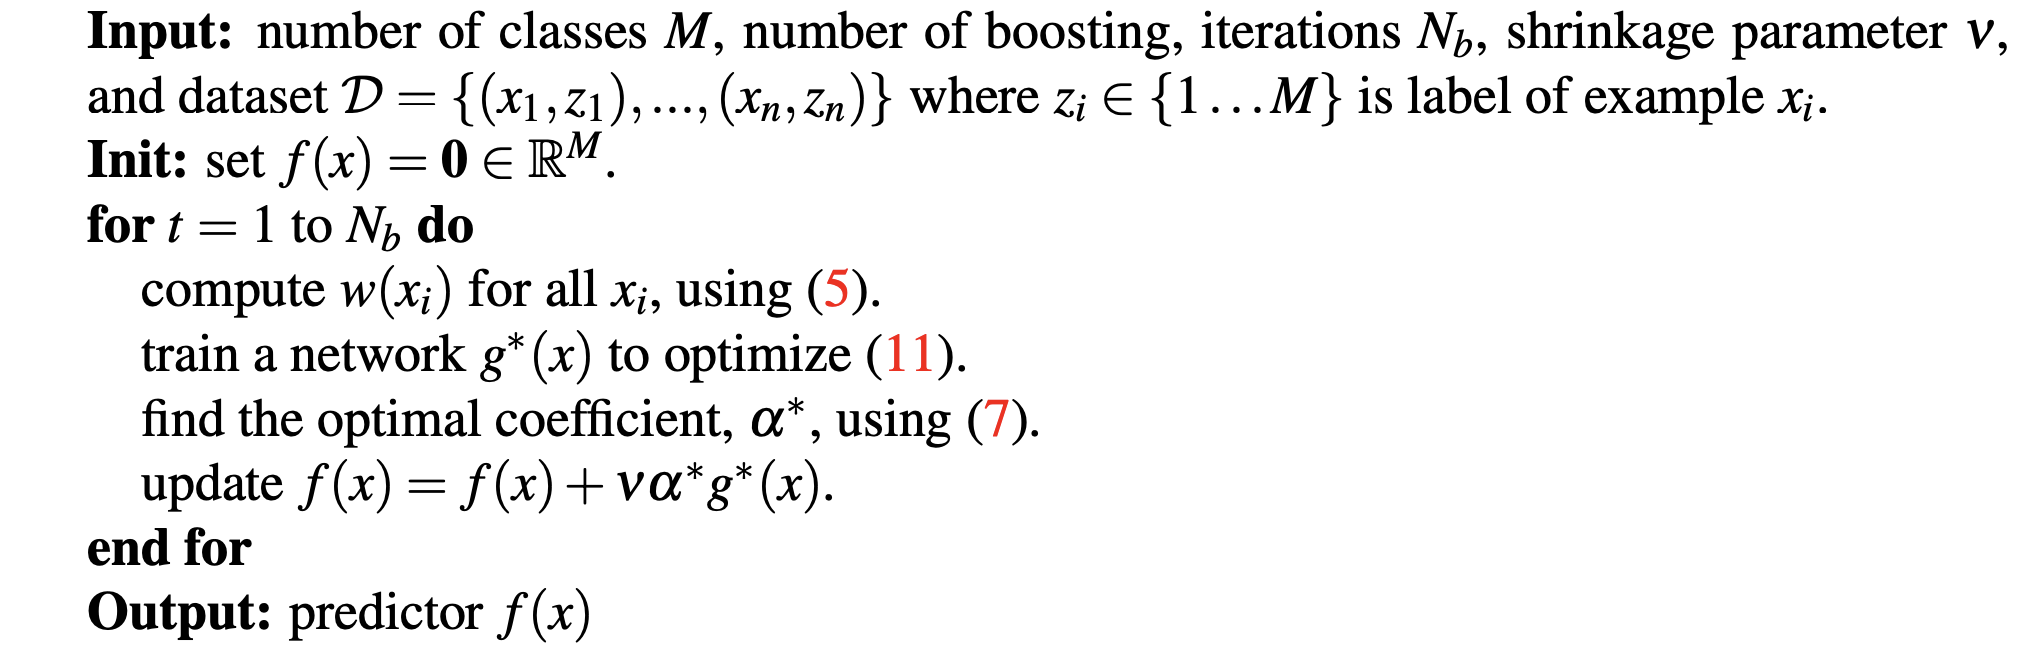 Input: number of classes M, number of boosting, iterations N_b, shrinkage parameter ν,
and dataset 𝒟 = {(x_1, z_1), ..., (x_n, z_n)} where z_i ∈ {1...M} is label of example x_i.
Init: set f(x) = 0 ∈ ℝ^M.
for t = 1 to N_b do
compute w(x_i) for all x_i, using (5).
train a network g*(x) to optimize (11).
find the optimal coefficient, α*, using (7).
update f(x) = f(x) + να*g*(x).
end for
Output: predictor f(x)